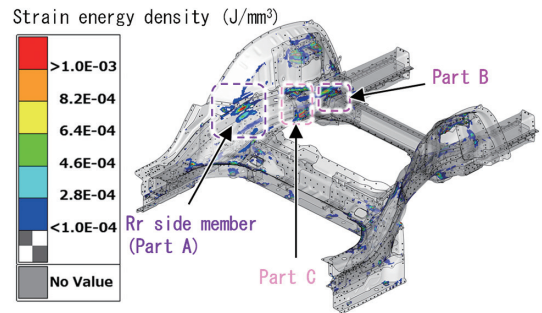 Strain energy density (J/mm³)
>1.0E-03
8.2E-04
6.4E-04
4.6E-04
2.8E-04
<1.0E-04
No Value
Part B
Rr side member
(Part A)
Part C